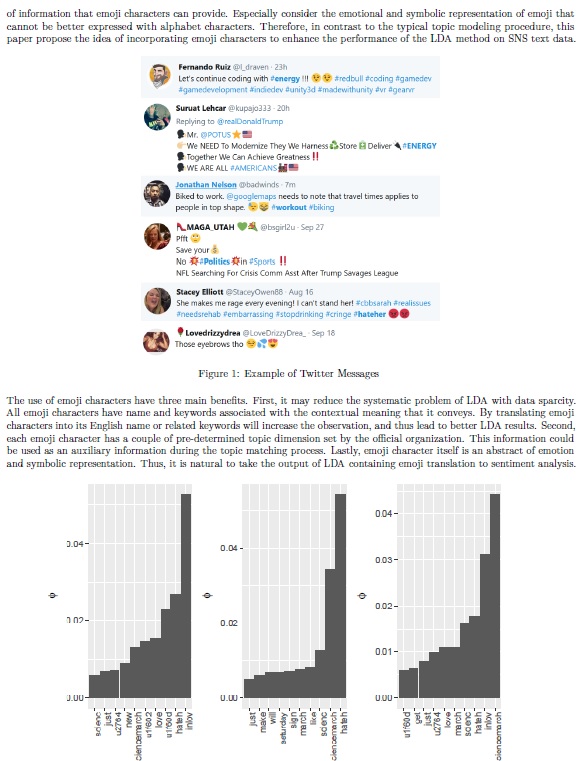 of information that emoji characters can provide. Especially consider the emotional and symbolic representation of emoji that
cannot be better expressed with alphabet characters. Therefore, in contrast to the typical topic modeling procedure, this
paper propose the idea of incorporating emoji characters to enhance the performance of the LDA method on SNS text data.
Fernando Ruiz @l_draven · 23h
Let's continue coding with #energy !!! 😉😉 #redbull #coding #gamedev
#gamedevelopment #indiedev #unity3d #madewithunity #vr #gearvr
Suruat Lehcar @kupajo333 · 20h
Replying to @realDonaldTrump
🗣Mr. @POTUS⭐🇺🇸
👉We NEED To Modernize They We Harness♻Store🔋Deliver🔌#ENERGY
🗣Together We Can Achieve Greatness‼
🗣WE ARE ALL #AMERICANS🇺🇸
Jonathan Nelson @badwinds · 7m
Biked to work. @googlemaps needs to note that travel times applies to
people in top shape. 😉😂 #workout #biking
👠MAGA_UTAH 💚🍕 @bsgirl2u · Sep 27
Pfft 🙄
Save your💰
No 💥#Politics💥in #Sports ‼
NFL Searching For Crisis Comm Asst After Trump Savages League
Stacey Elliott @StaceyOwen88 · Aug 16
She makes me rage every evening! I can't stand her! #cbbsarah #realissues
#needsrehab #embarrassing #stopdrinking #cringe #hateher 😡😡
🌹Lovedrizzydrea @LoveDrizzyDrea_ · Sep 18
Those eyebrows tho 😏💦😍
Figure 1: Example of Twitter Messages
The use of emoji characters have three main benefits. First, it may reduce the systematic problem of LDA with data sparcity.
All emoji characters have name and keywords associated with the contextual meaning that it conveys. By translating emoji
characters into its English name or related keywords will increase the observation, and thus lead to better LDA results. Second,
each emoji character has a couple of pre-determined topic dimension set by the official organization. This information could
be used as an auxiliary information during the topic matching process. Lastly, emoji character itself is an abstract of emotion
and symbolic representation. Thus, it is natural to take the output of LDA containing emoji translation to sentiment analysis.
ϕ
0.04
0.02
0.00
scienc
just
u2764
new
ciencemarch
u1f602
love
u1f60d
hateh
inlov
ϕ
0.04
0.02
0.00
just
make
will
saturday
sign
march
like
scienc
ciencemarch
hateh
ϕ
0.04
0.03
0.02
0.01
0.00
u1f60d
get
just
u2764
love
march
scienc
hateh
inlov
ciencemarch